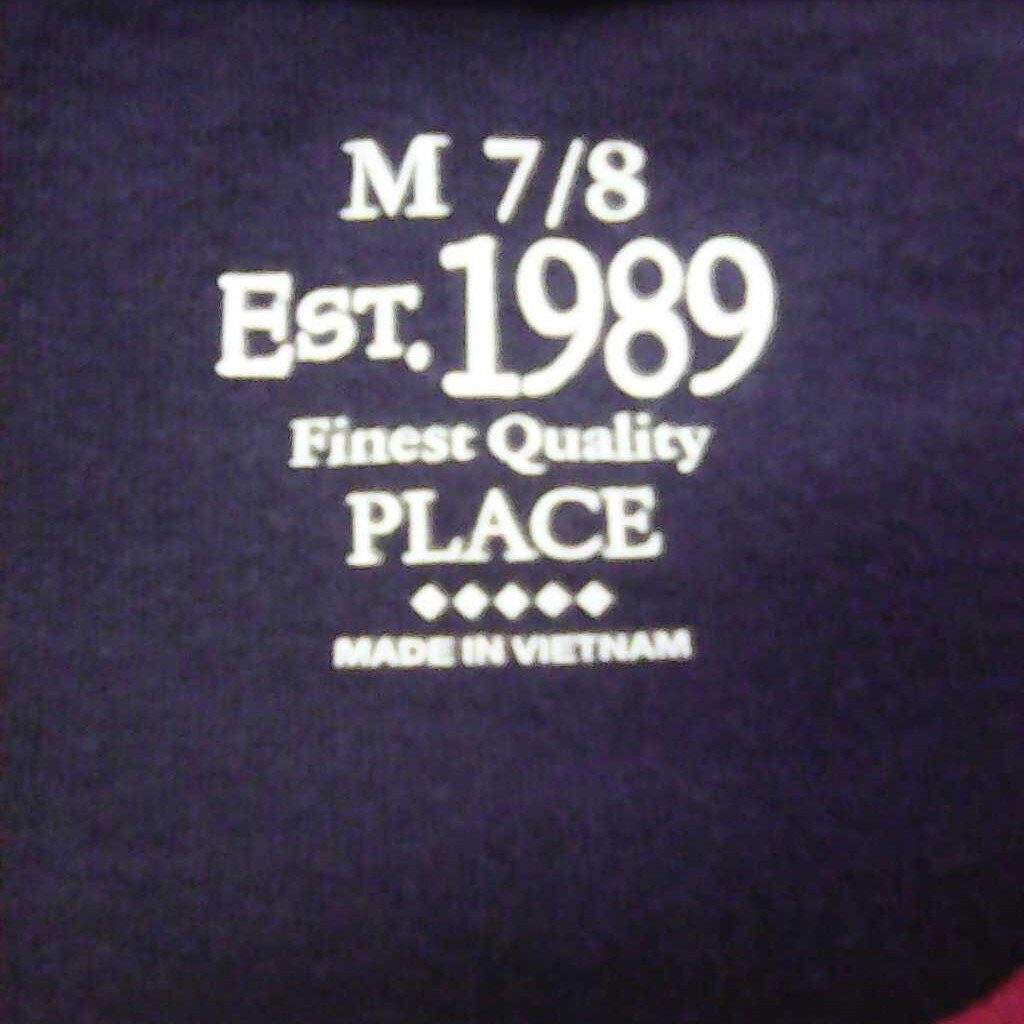 M 7/8
EST. 1989
Finest Quality
PLACE
MADE IN VIETNAM